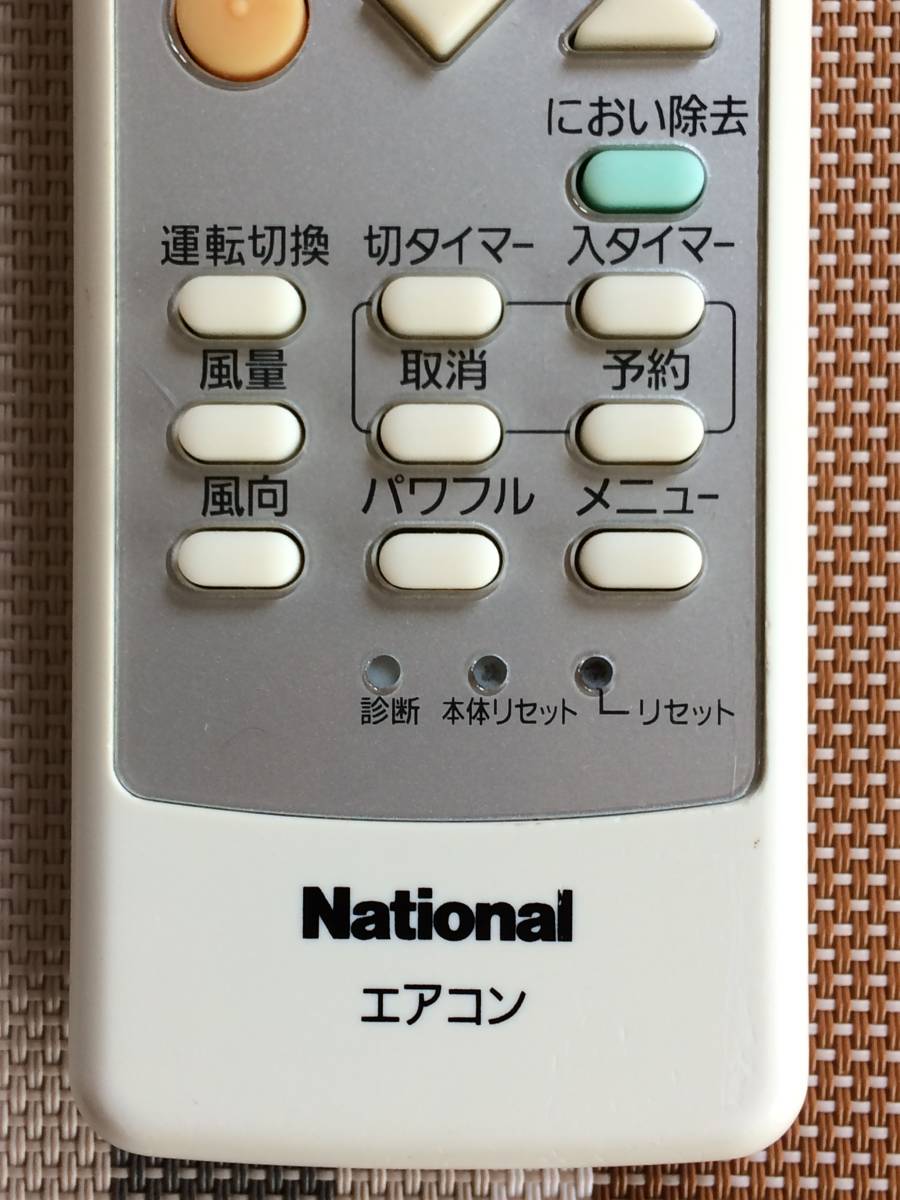 におい除去
運転切換 切タイマー 入タイマー
風量 取消 予約
風向 パワフル メニュー
診断 本体リセット リセット
National
エアコン